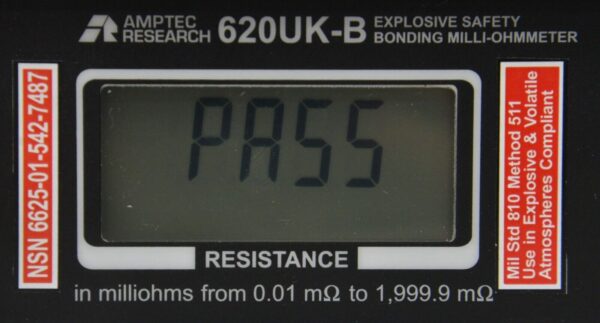 AMPTEC
RESEARCH
620UK-B
EXPLOSIVE SAFETY
BONDING MILLI-OHMMETER
NSN 6625-01-542-7487
PASS
Mil Std 810 Method 511
Use in Explosive & Volatile
Atmospheres Compliant
RESISTANCE
in milliohms from 0.01 mΩ to 1,999.9 mΩ